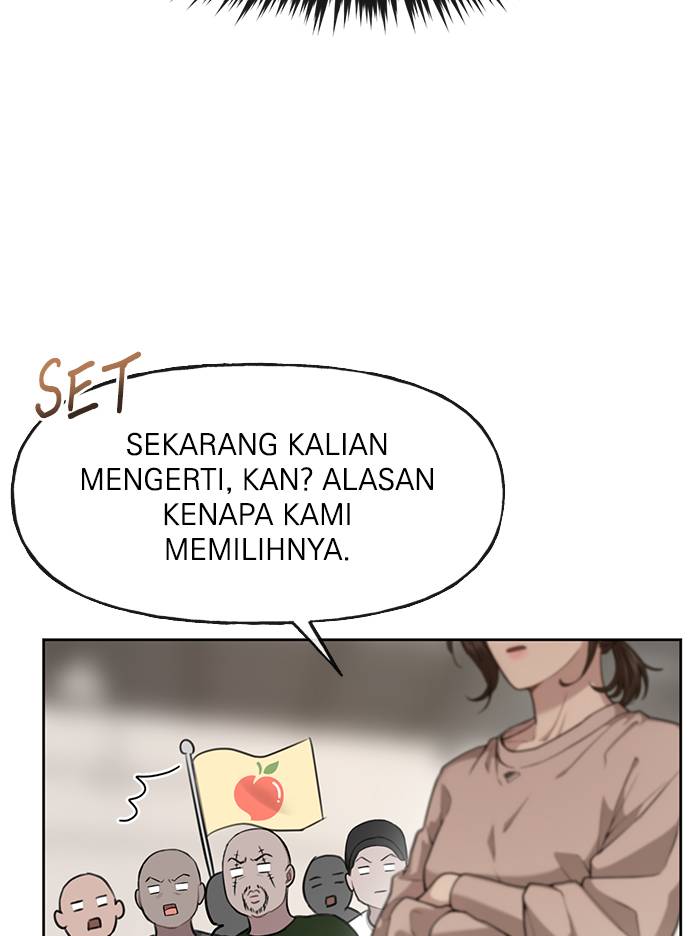 SET
SEKARANG KALIAN
MENGERTI, KAN? ALASAN
KENAPA KAMI
MEMILIHNYA.